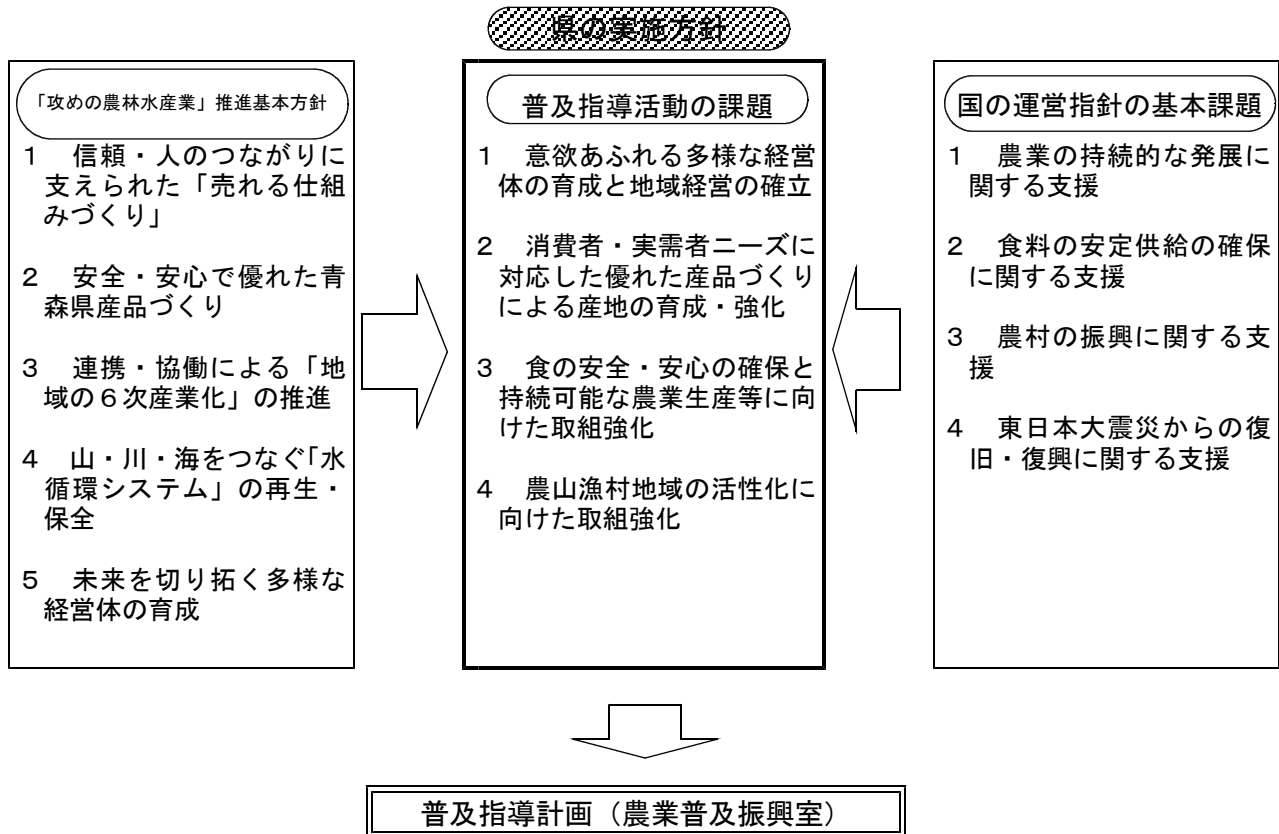 県の実施方針
「攻めの農林水産業」推進基本方針
１　信頼・人のつながりに
支えられた「売れる仕組
みづくり」
２　安全・安心で優れた青
森県産品づくり
３　連携・協働による「地
域の６次産業化」の推進
４　山・川・海をつなぐ「水
循環システム」の再生・
保全
５　未来を切り拓く多様な
経営体の育成
普及指導活動の課題
１　意欲あふれる多様な経営
体の育成と地域経営の確立
２　消費者・実需者ニーズに
対応した優れた産品づくり
による産地の育成・強化
３　食の安全・安心の確保と
持続可能な農業生産等に向
けた取組強化
４　農山漁村地域の活性化に
向けた取組強化
国の運営指針の基本課題
１　農業の持続的な発展に
関する支援
２　食料の安定供給の確保
に関する支援
３　農村の振興に関する支
援
４　東日本大震災からの復
旧・復興に関する支援
普及指導計画（農業普及振興室）